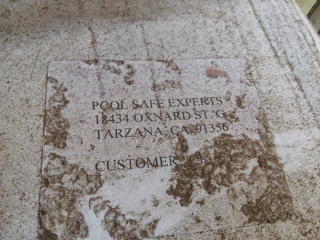 POOL SAFE EXPERTS
18434 OXNARD ST. G
TARZANA, CA. 91356
CUSTOMER